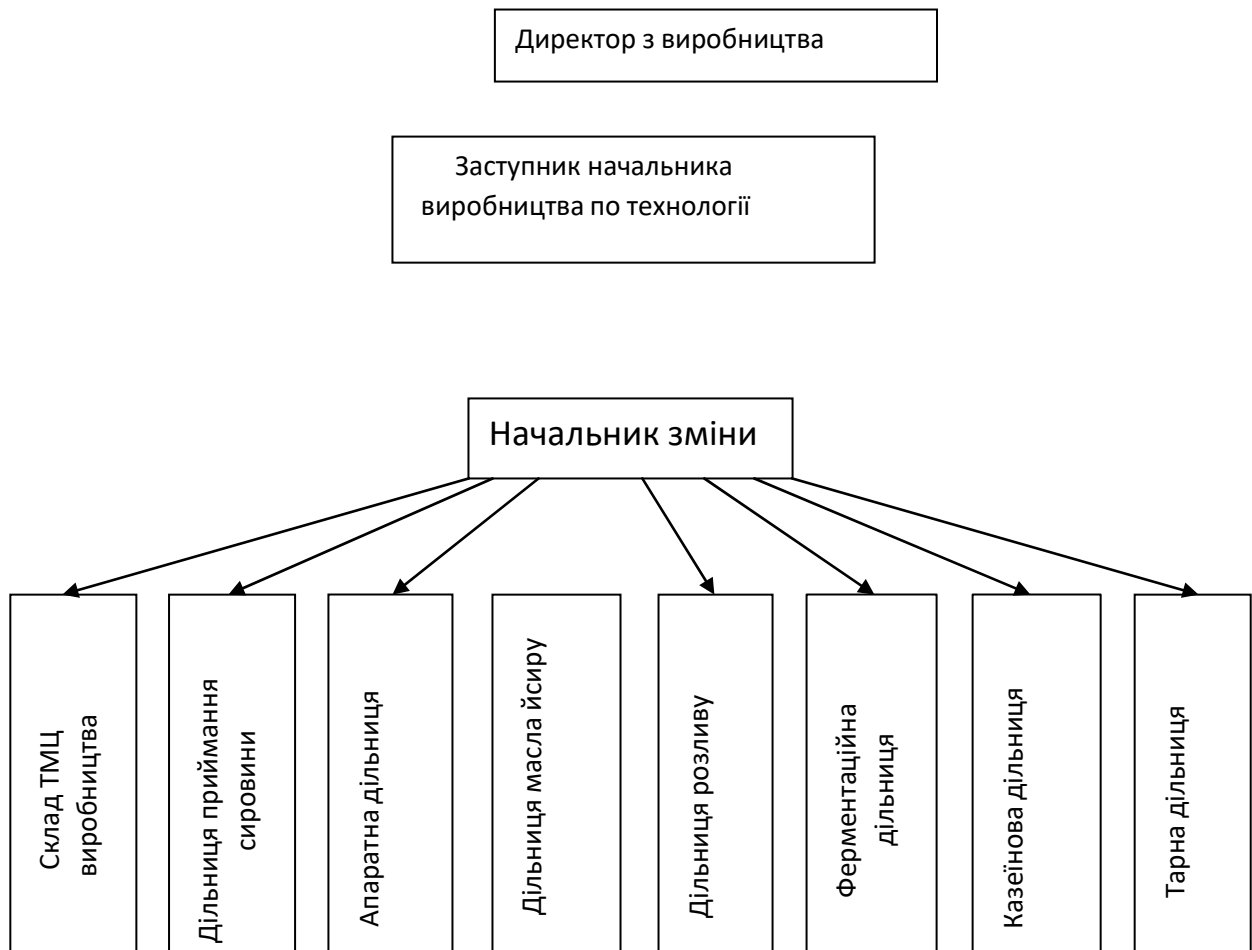 Директор з виробництва
Заступник начальника
виробництва по технології
Начальник зміни
Склад ТМЦ
виробництва
Дільниця приймання
сировини
Апаратна дільниця
Дільниця масла йсиру
Дільниця розливу
Ферментаційна
дільниця
Казеїнова дільниця
Тарна дільниця